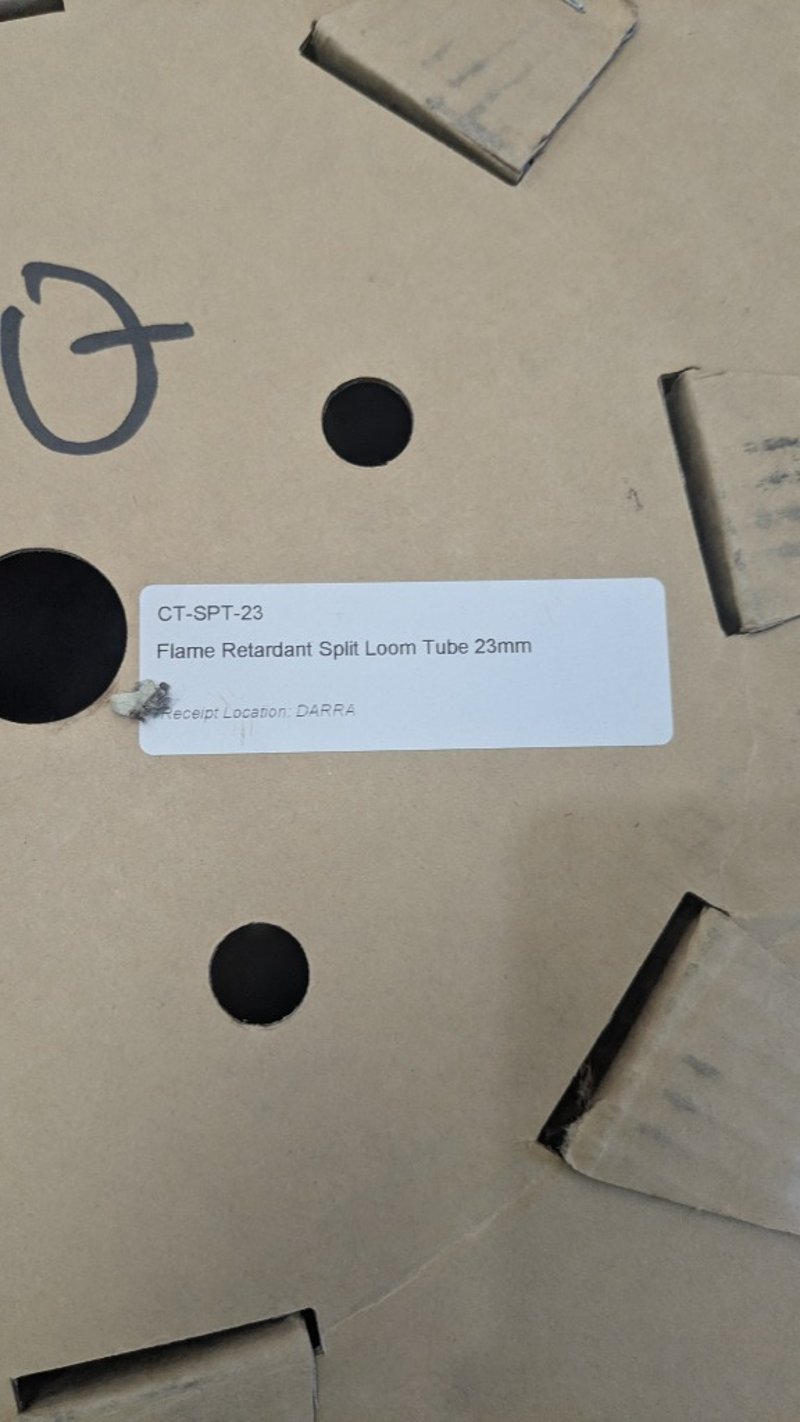 CT-SPT-23
Flame Retardant Split Loom Tube 23mm
Receipt Location: DARRA